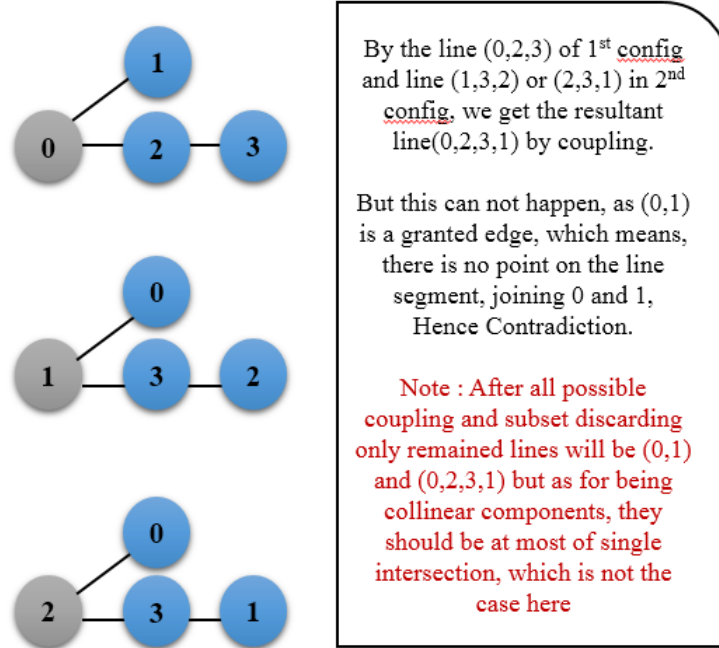 1
0
2
3
By the line (0,2,3) of 1st config
and line (1,3,2) or (2,3,1) in 2nd
config, we get the resultant
line(0,2,3,1) by coupling.
But this can not happen, as (0,1)
is a granted edge, which means,
there is no point on the line
segment, joining 0 and 1,
Hence Contradiction.
0
1
3
2
Note : After all possible
coupling and subset discarding
only remained lines will be (0,1)
and (0,2,3,1) but as for being
collinear components, they
should be at most of single
intersection, which is not the
case here
0
2
3
1